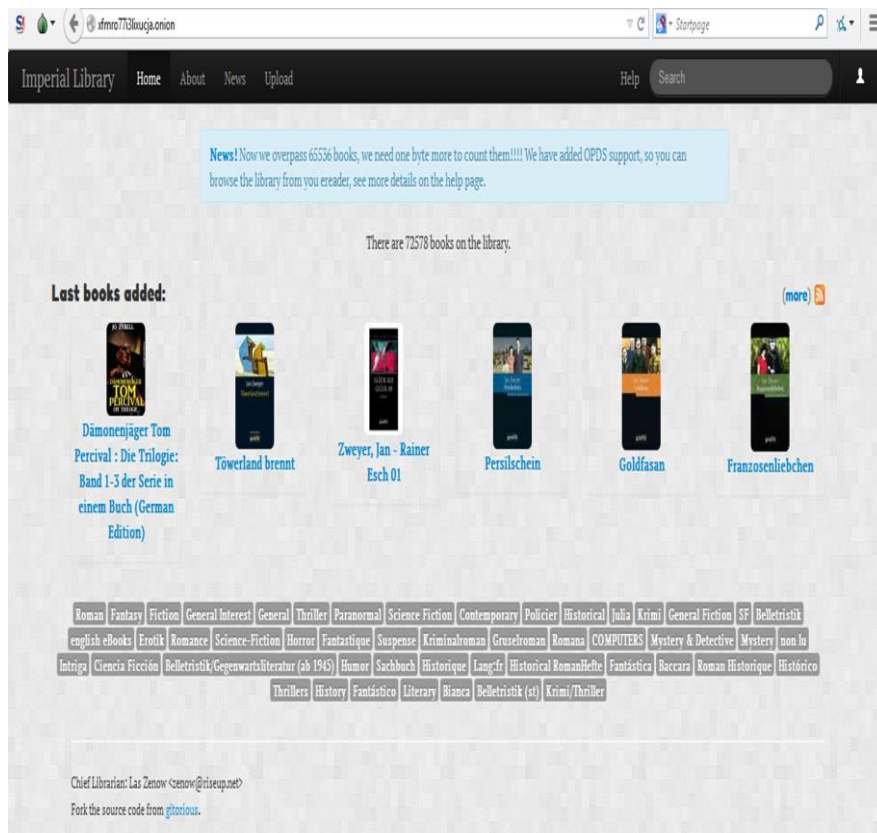 xfmro77i3lixucja.onion
Startpage
Imperial Library Home About News Upload Help Search
News! Now we overpass 65536 books, we need one byte more to count them!!!! We have added OPDS support, so you can
browse the library from you ereader, see more details on the help page.
There are 72578 books on the library.
Last books added: (more)
TOM
PERCIVAL
DIE TRILOGIE
Dämonenjäger Tom
Percival : Die Trilogie:
Band 1-3 der Serie in
einem Buch (German
Edition)
Töwerland brennt
Zweyer, Jan - Rainer
Esch 01
Persilschein
Goldfasan
Franzosenliebchen
Roman Fantasy Fiction General Interest General Thriller Paranormal Science Fiction Contemporary Policier Historical Julia Krimi General Fiction SF Belletristik
english eBooks Erotik Romance Science-Fiction Horror Fantastique Suspense Kriminalroman Gruselroman Romana COMPUTERS Mystery & Detective Mystery non lu
Intriga Ciencia Ficción Belletristik/Gegenwartsliteratur (ab 1945) Humor Sachbuch Historique Lang:fr Historical RomanHefte Fantástica Baccara Roman Historique Histórico
Thrillers History Fantástico Literary Bianca Belletristik (st) Krimi/Thriller
Chief Librarian: Las Zenow <zenow@riseup.net>
Fork the source code from gitorious.